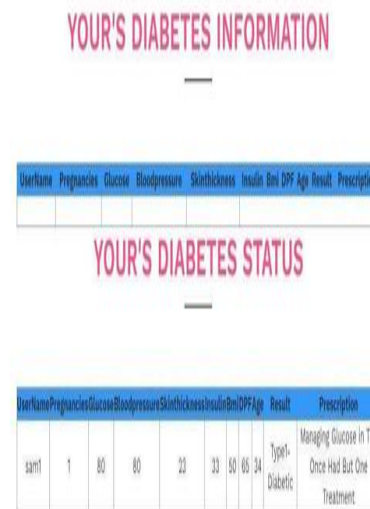 YOUR'S DIABETES INFORMATION
UserName Pregnancies Glucose Bloodpressure Skinthickness Insulin Bmi DPF Age Result Prescriptio
YOUR'S DIABETES STATUS
UserName Pregnancies Glucose Bloodpressure Skinthickness Insulin Bmi DPF Age Result Prescription
sam1 1 80 80 23 33 50 65 34 Type1- Diabetic Managing Glucose in T
Once Had But One
Treatment